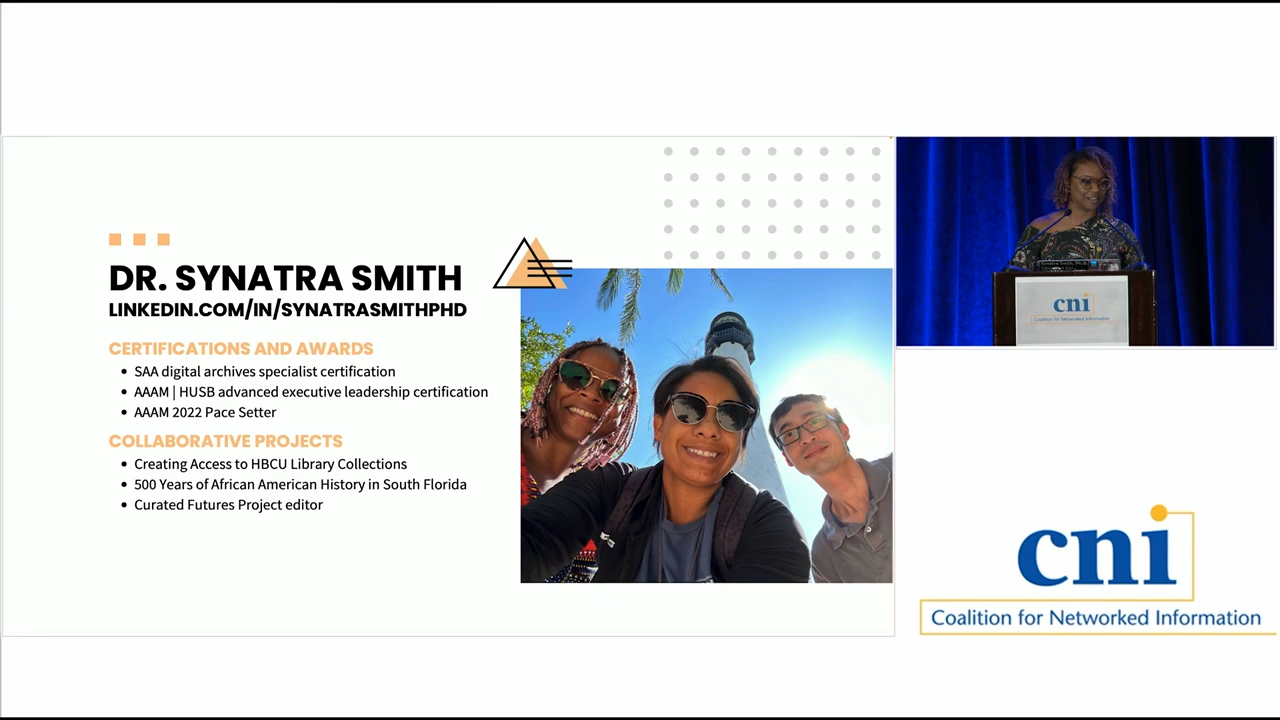 DR. SYNATRA SMITH
LINKEDIN.COM/IN/SYNATRASMITHPHD
CERTIFICATIONS AND AWARDS
SAA digital archives specialist certification
AAAM | HUSB advanced executive leadership certification
AAAM 2022 Pace Setter
COLLABORATIVE PROJECTS
Creating Access to HBCU Library Collections
500 Years of African American History in South Florida
Curated Futures Project editor
cni
Coalition for Networked Information
cni
Coalition for Networked Information